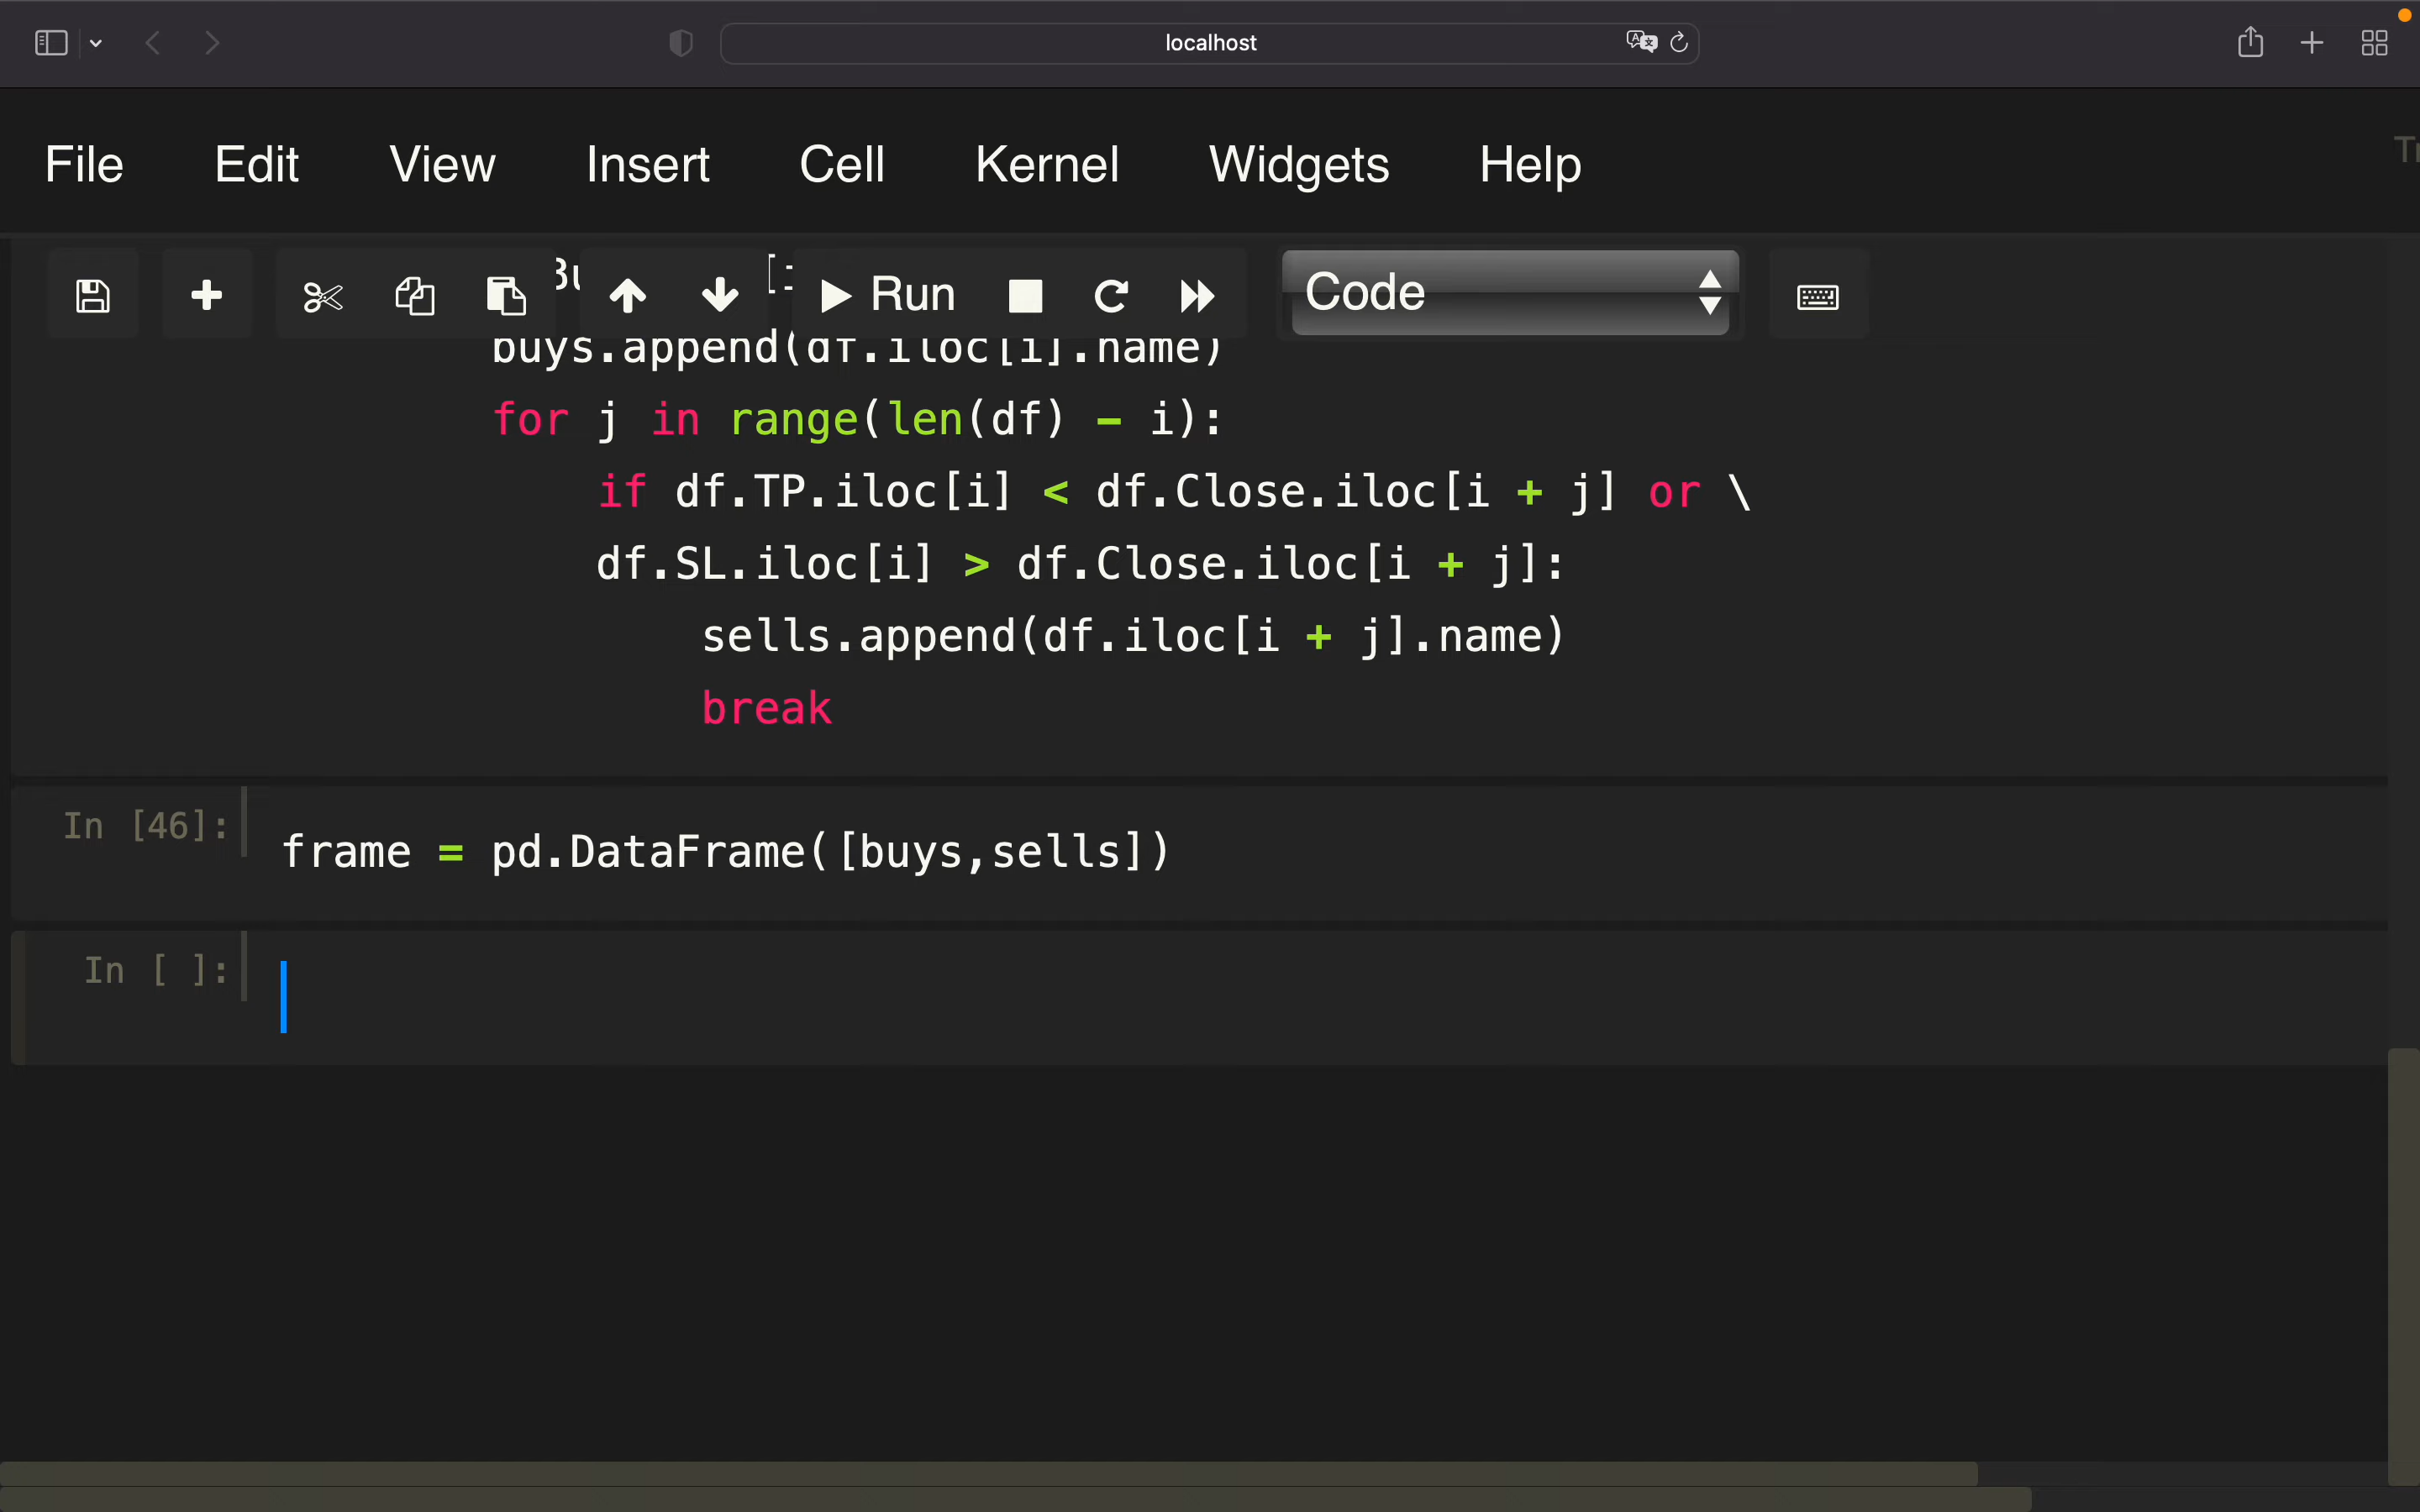 localhost
File Edit View Insert Cell Kernel Widgets Help
Run Code
buys.append(df.iloc[i].name)
for j in range(len(df) - i):
if df.TP.iloc[i] < df.Close.iloc[i + j] or \
df.SL.iloc[i] > df.Close.iloc[i + j]:
sells.append(df.iloc[i + j].name)
break
In [46]:
frame = pd.DataFrame([buys,sells])
In [ ]: